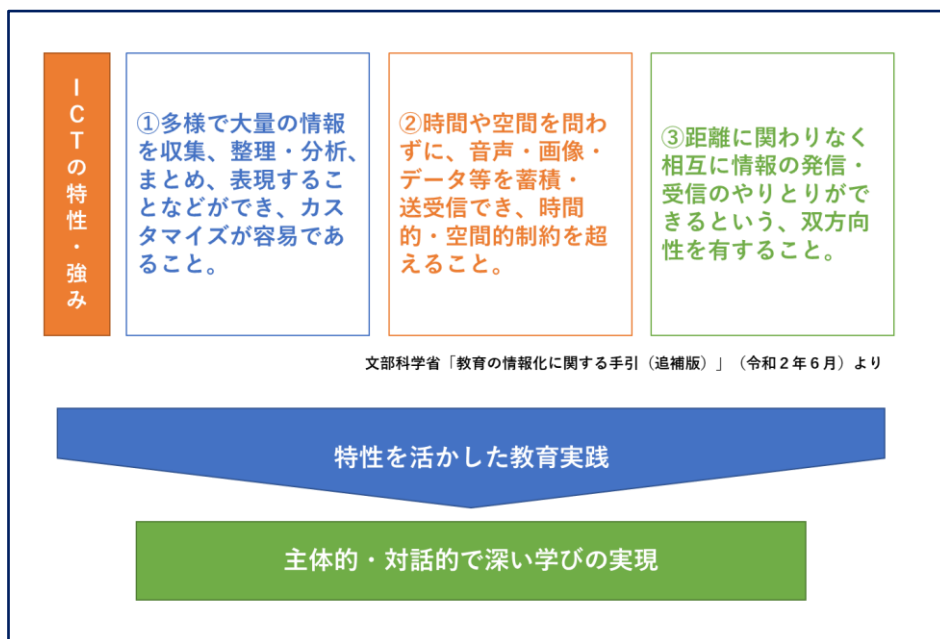 ICTの特性・強み
①多様で大量の情報
を収集、整理・分析、
まとめ、表現するこ
となどができ、カス
タマイズが容易であ
ること。
②時間や空間を問わ
ずに、音声・画像・
データ等を蓄積・
送受信でき、時間
的・空間的制約を超
えること。
③距離に関わりなく
相互に情報の発信・
受信のやりとりがで
きるという、双方向
性を有すること。
文部科学省「教育の情報化に関する手引（追補版）」（令和２年６月）より
特性を活かした教育実践
主体的・対話的で深い学びの実現